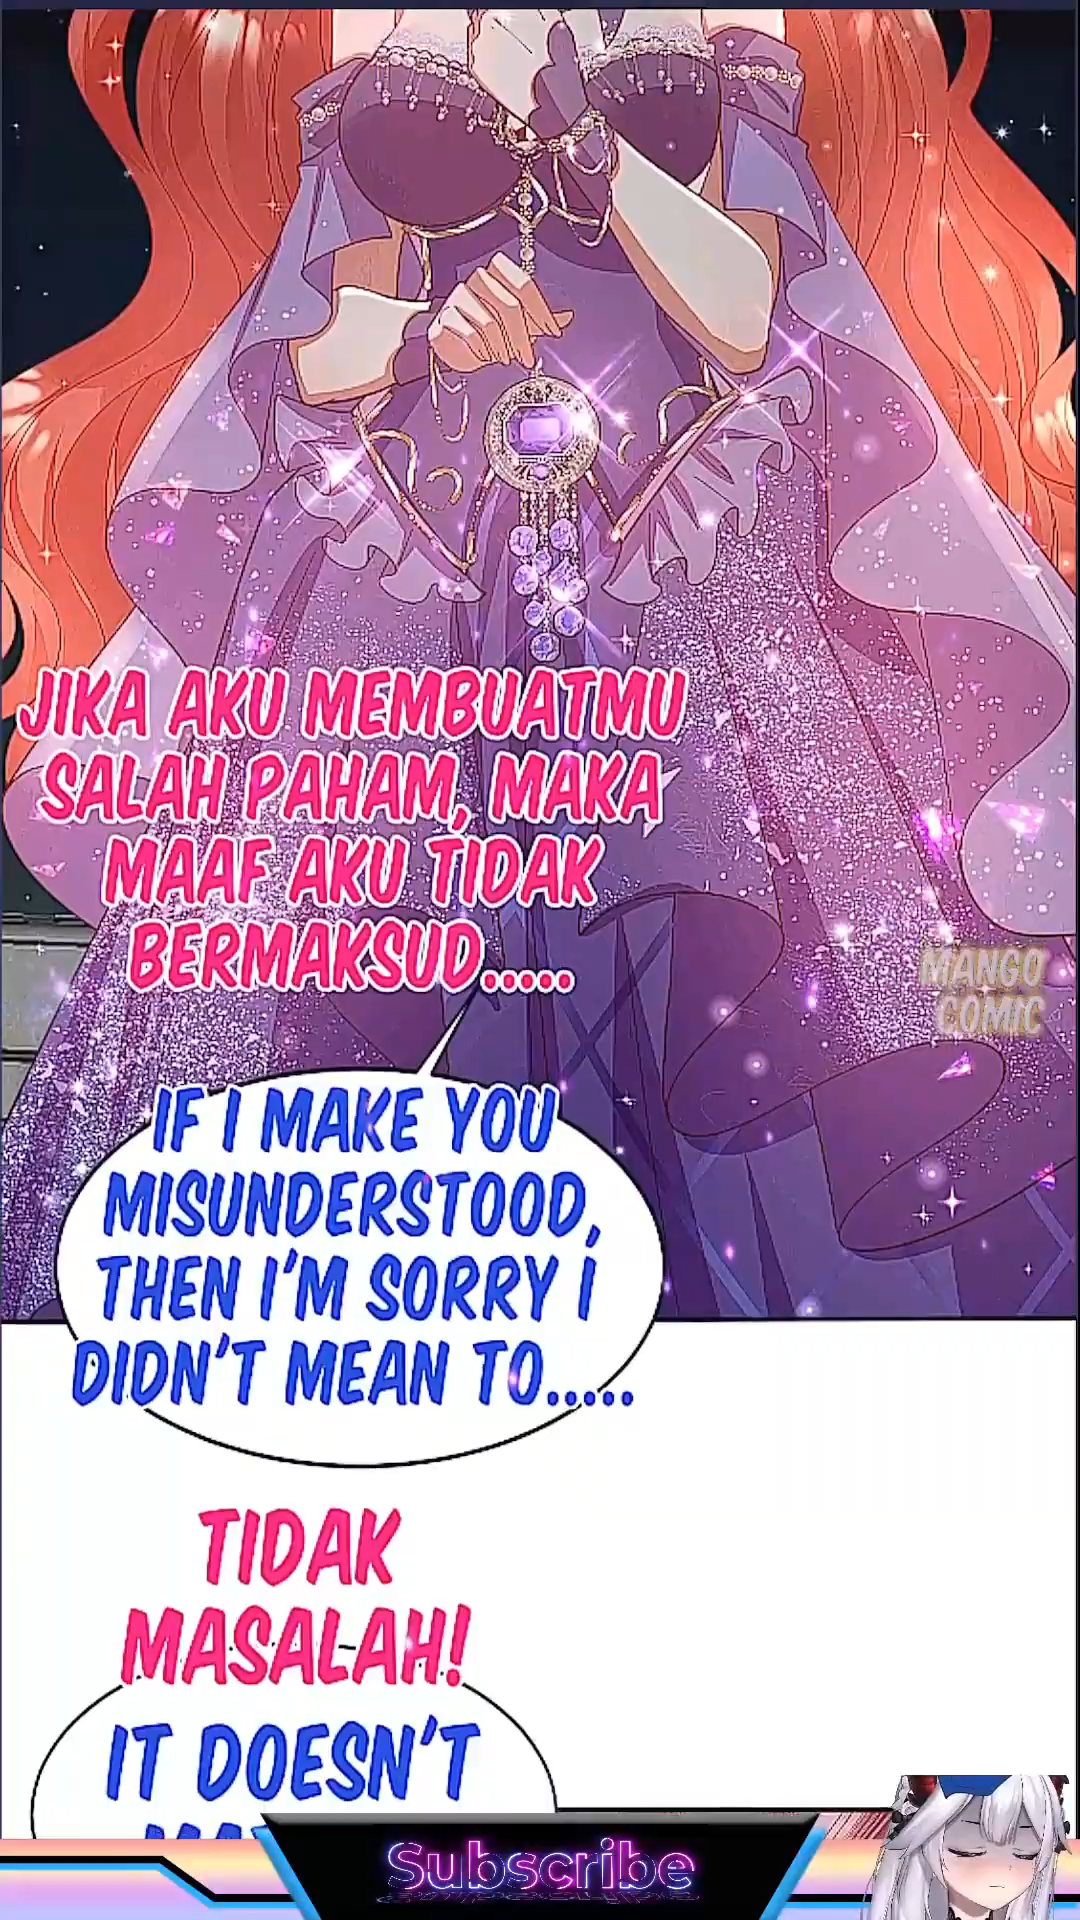 JIKA AKU MEMBUATMU
SALAH PAHAM, MAKA
MAAF AKU TIDAK
BERMAKSUD.....
MANGO
COMIC
IF I MAKE YOU
MISUNDERSTOOD,
THEN I'M SORRY I
DIDN'T MEAN TO.....
TIDAK
MASALAH!
IT DOESN'T
Subscribe